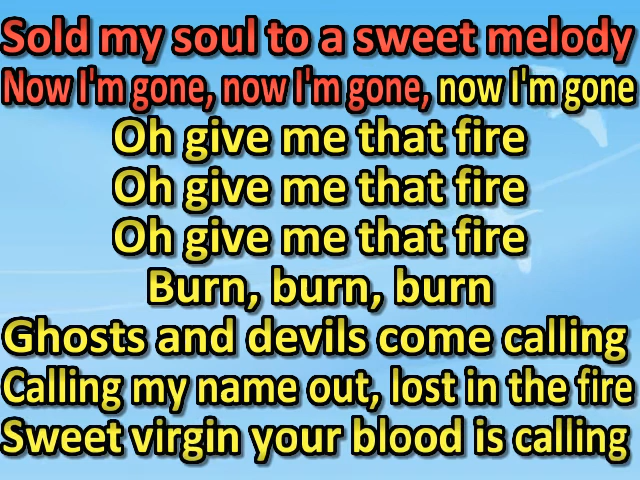 Sold my soul to a sweet melody
Now I'm gone, now I'm gone, now I'm gone
Oh give me that fire
Oh give me that fire
Oh give me that fire
Burn, burn, burn
Ghosts and devils come calling
Calling my name out, lost in the fire
Sweet virgin your blood is calling